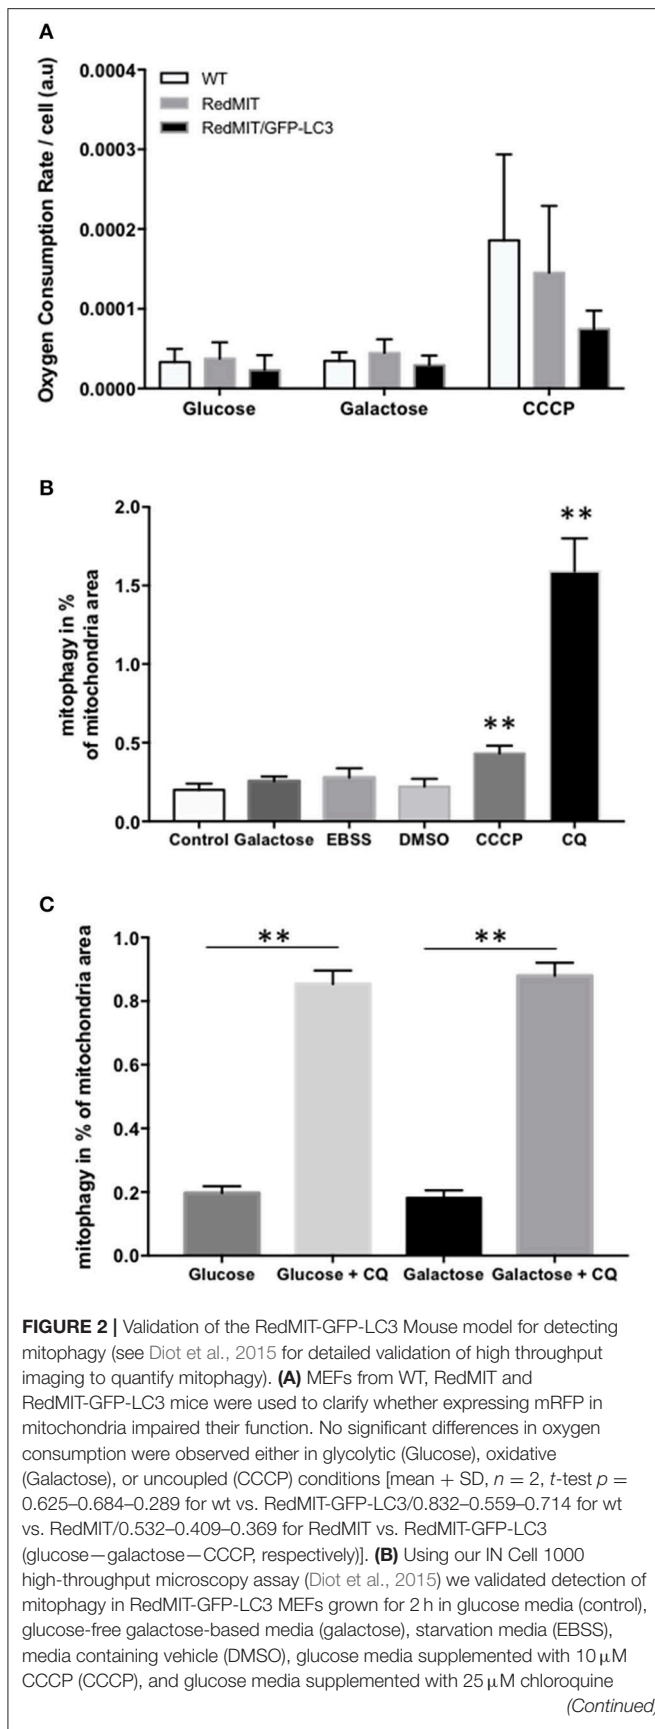 A
0.0004
0.0003
0.0002
0.0001
0.0000
Oxygen Consumption Rate / cell (a.u)
WT
RedMIT
RedMIT/GFP-LC3
Glucose Galactose CCCP
B
2.0
1.5
1.0
0.5
0.0
mitophagy in %
of mitochondria area
**
**
Control Galactose EBSS DMSO CCCP CQ
C
1.0
0.8
0.6
0.4
0.2
0.0
mitophagy in % of mitochondria area
** **
Glucose Glucose + CQ Galactose Galactose + CQ
FIGURE 2 | Validation of the RedMIT-GFP-LC3 Mouse model for detecting
mitophagy (see Diot et al., 2015 for detailed validation of high throughput
imaging to quantify mitophagy). (A) MEFs from WT, RedMIT and
RedMIT-GFP-LC3 mice were used to clarify whether expressing mRFP in
mitochondria impaired their function. No significant differences in oxygen
consumption were observed either in glycolytic (Glucose), oxidative
(Galactose), or uncoupled (CCCP) conditions [mean + SD, n = 2, t-test p =
0.625–0.684–0.289 for wt vs. RedMIT-GFP-LC3/0.832–0.559–0.714 for wt
vs. RedMIT/0.532–0.409–0.369 for RedMIT vs. RedMIT-GFP-LC3
(glucose—galactose—CCCP, respectively)]. (B) Using our IN Cell 1000
high-throughput microscopy assay (Diot et al., 2015) we validated detection of
mitophagy in RedMIT-GFP-LC3 MEFs grown for 2 h in glucose media (control),
glucose-free galactose-based media (galactose), starvation media (EBSS),
media containing vehicle (DMSO), glucose media supplemented with 10 μM
CCCP (CCCP), and glucose media supplemented with 25 μM chloroquine
(Continued)